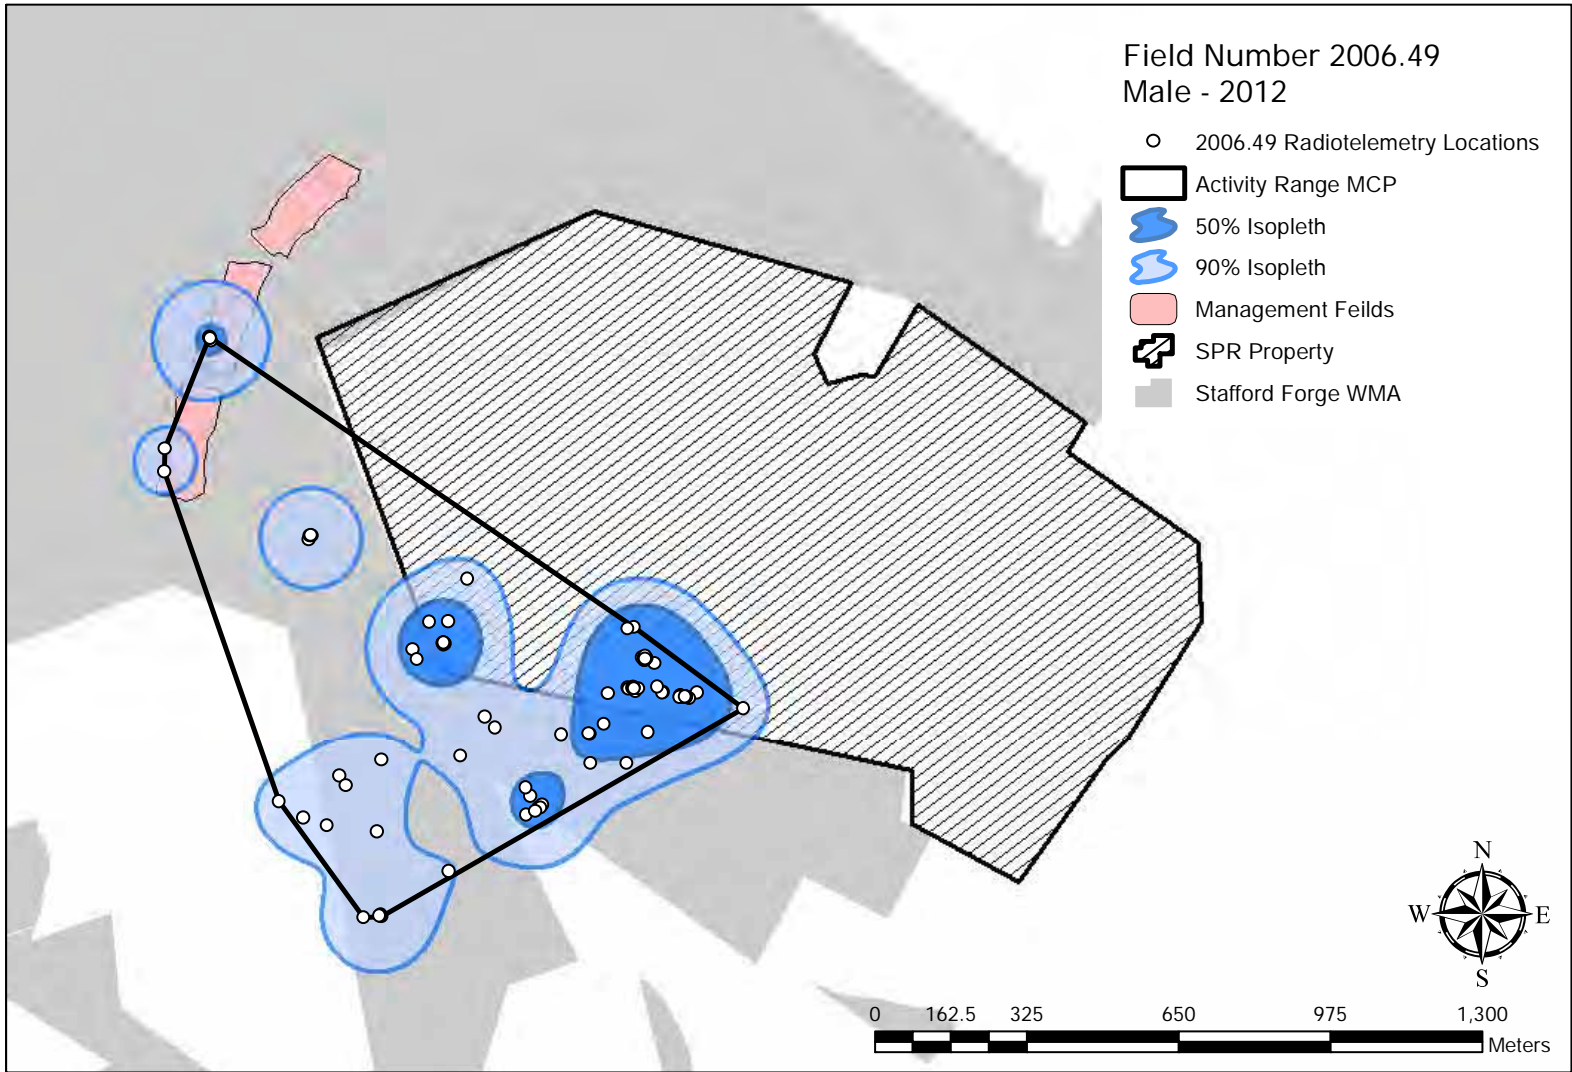 Field Number 2006.49
Male - 2012
2006.49 Radiotelemetry Locations
Activity Range MCP
50% Isopleth
90% Isopleth
Management Feilds
SPR Property
Stafford Forge WMA
N
W E
S
0 162.5 325 650 975 1,300
Meters